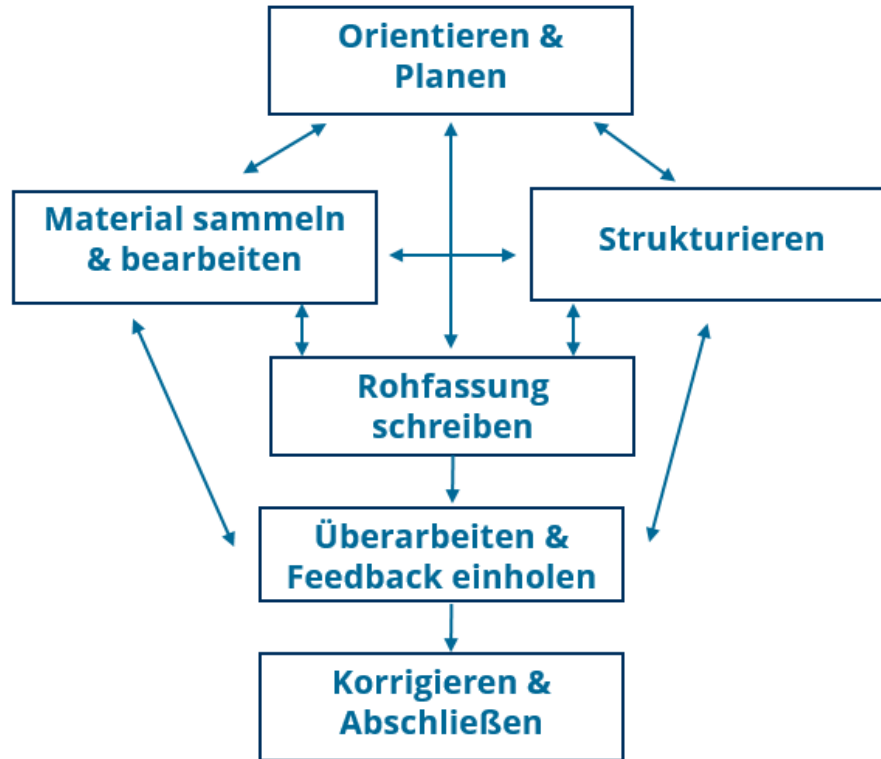 Orientieren &
Planen
Material sammeln
& bearbeiten
Strukturieren
Rohfassung
schreiben
Überarbeiten &
Feedback einholen
Korrigieren &
Abschließen